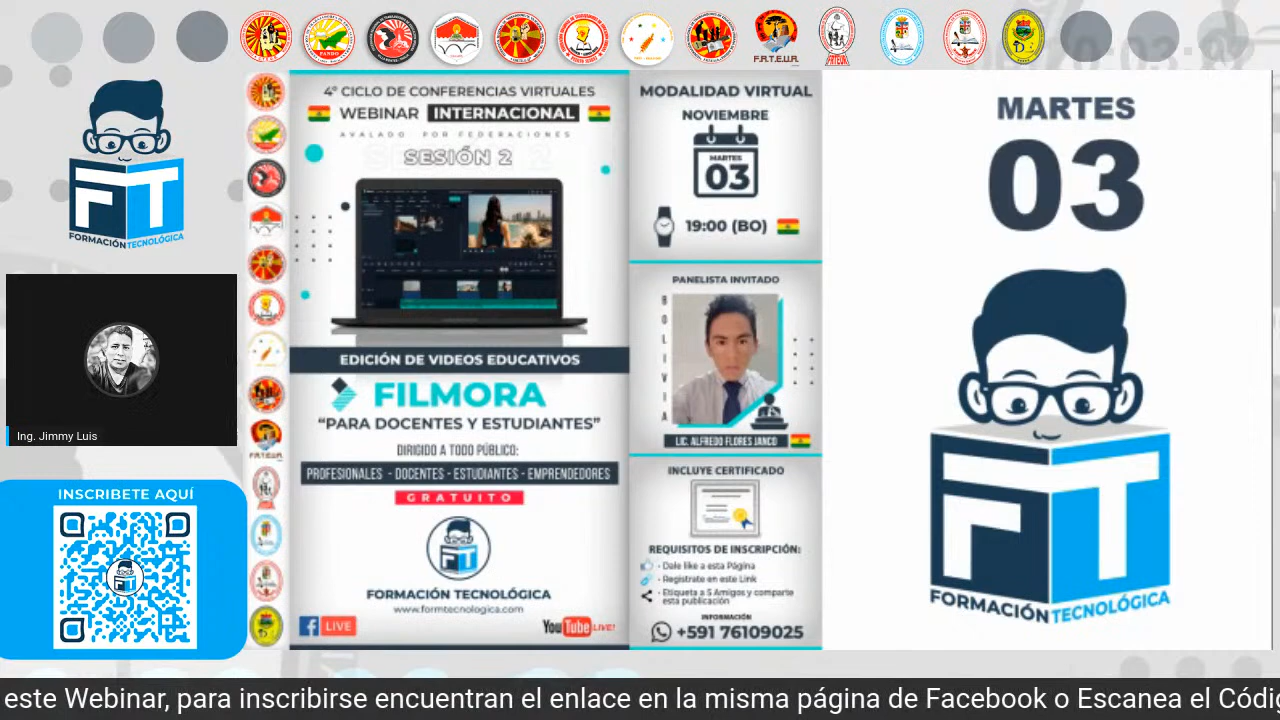 FORMACIÓN TECNOLÓGICA
Ing. Jimmy Luis
INSCRIBETE AQUÍ
F.A.T.E.U.R.
4º CICLO DE CONFERENCIAS VIRTUALES
WEBINAR INTERNACIONAL
AVALADO POR FEDERACIONES
SESIÓN 2
EDICIÓN DE VIDEOS EDUCATIVOS
FILMORA
“PARA DOCENTES Y ESTUDIANTES”
DIRIGIDO A TODO PÚBLICO:
PROFESIONALES - DOCENTES - ESTUDIANTES - EMPRENDEDORES
GRATUITO
FT
FORMACIÓN TECNOLÓGICA
www.formtecnologica.com
f LIVE
YouTube LIVE!
MODALIDAD VIRTUAL
NOVIEMBRE
MARTES
03
19:00 (BO)
PANELISTA INVITADO
BOLIVIA
LIC. ALFREDO FLORES JANCO
INCLUYE CERTIFICADO
REQUISITOS DE INSCRIPCIÓN:
- Dale like a esta Página
- Registrate en este Link
- Etiqueta a 5 Amigos y comparte
esta publicación
INFORMACIÓN
+591 76109025
MARTES
03
FT
FORMACIÓN TECNOLÓGICA
este Webinar, para inscribirse encuentran el enlace en la misma página de Facebook o Escanea el Códig